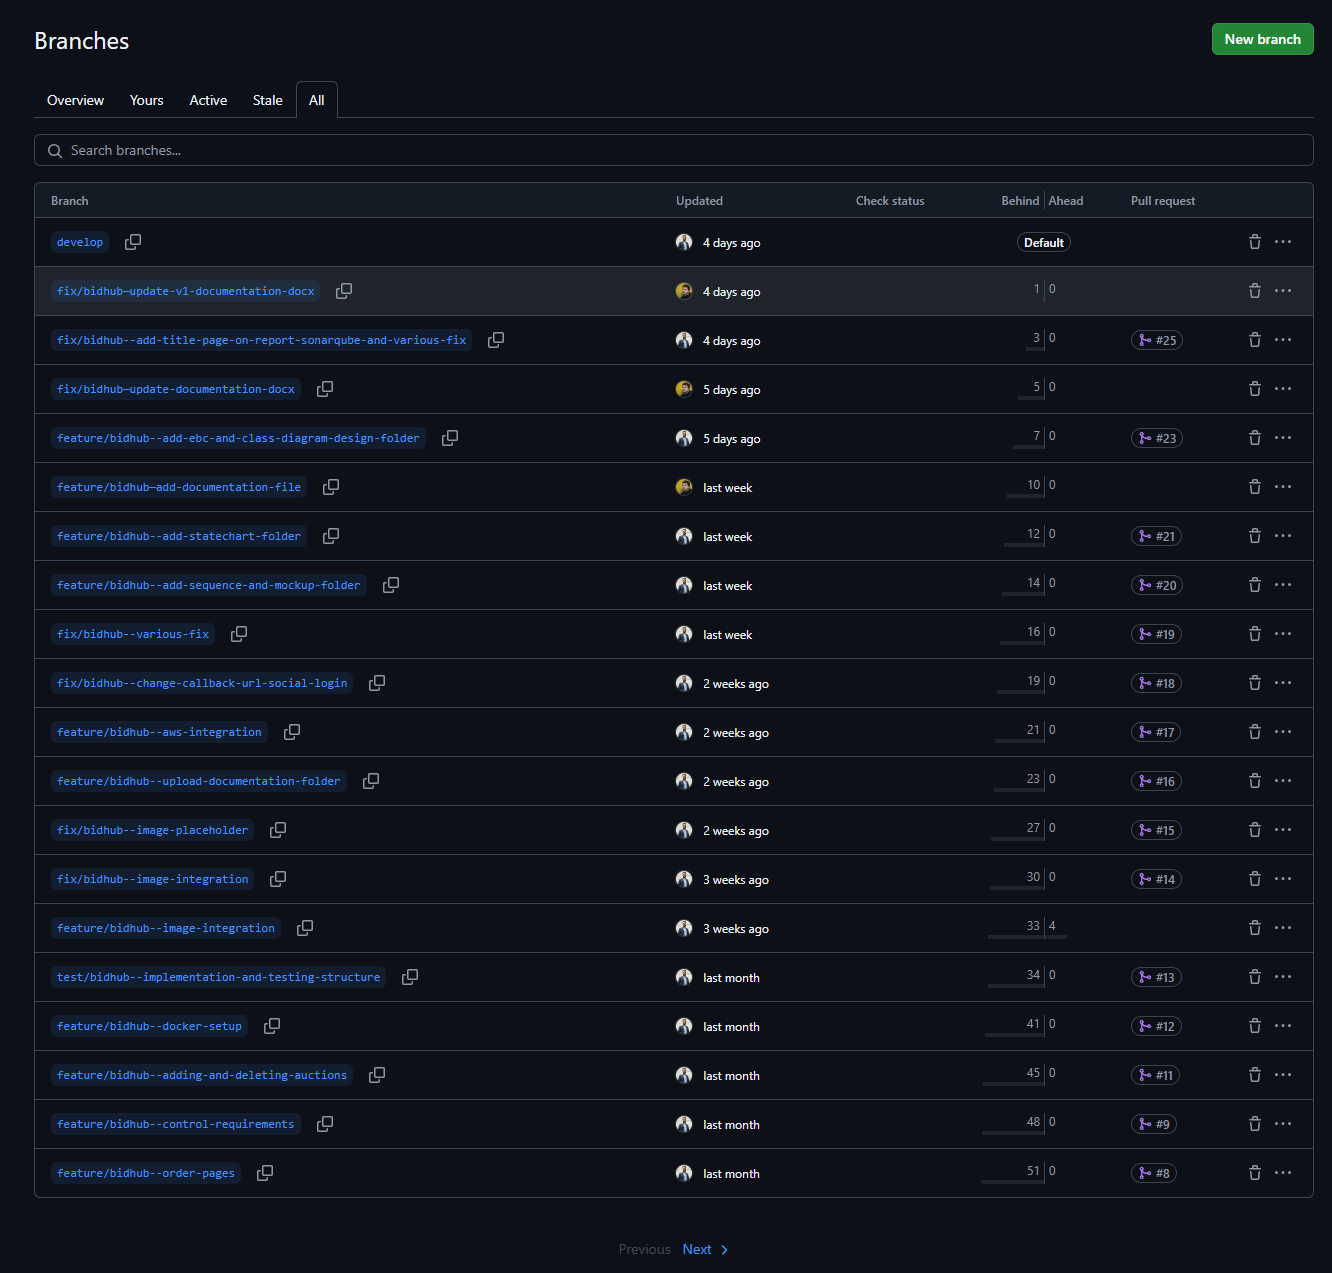 Branches
New branch
Overview Yours Active Stale All
Search branches...
Branch Updated Check status Behind Ahead Pull request
develop 4 days ago Default
fix/bidhub—update-v1-documentation-docx 4 days ago 1 0
fix/bidhub--add-title-page-on-report-sonarqube-and-various-fix 4 days ago 3 0 #25
fix/bidhub—update-documentation-docx 5 days ago 5 0
feature/bidhub--add-ebc-and-class-diagram-design-folder 5 days ago 7 0 #23
feature/bidhub—add-documentation-file last week 10 0
feature/bidhub--add-statechart-folder last week 12 0 #21
feature/bidhub--add-sequence-and-mockup-folder last week 14 0 #20
fix/bidhub--various-fix last week 16 0 #19
fix/bidhub--change-callback-url-social-login 2 weeks ago 19 0 #18
feature/bidhub--aws-integration 2 weeks ago 21 0 #17
feature/bidhub--upload-documentation-folder 2 weeks ago 23 0 #16
fix/bidhub--image-placeholder 2 weeks ago 27 0 #15
fix/bidhub--image-integration 3 weeks ago 30 0 #14
feature/bidhub--image-integration 3 weeks ago 33 4
test/bidhub--implementation-and-testing-structure last month 34 0 #13
feature/bidhub--docker-setup last month 41 0 #12
feature/bidhub--adding-and-deleting-auctions last month 45 0 #11
feature/bidhub--control-requirements last month 48 0 #9
feature/bidhub--order-pages last month 51 0 #8
Previous Next